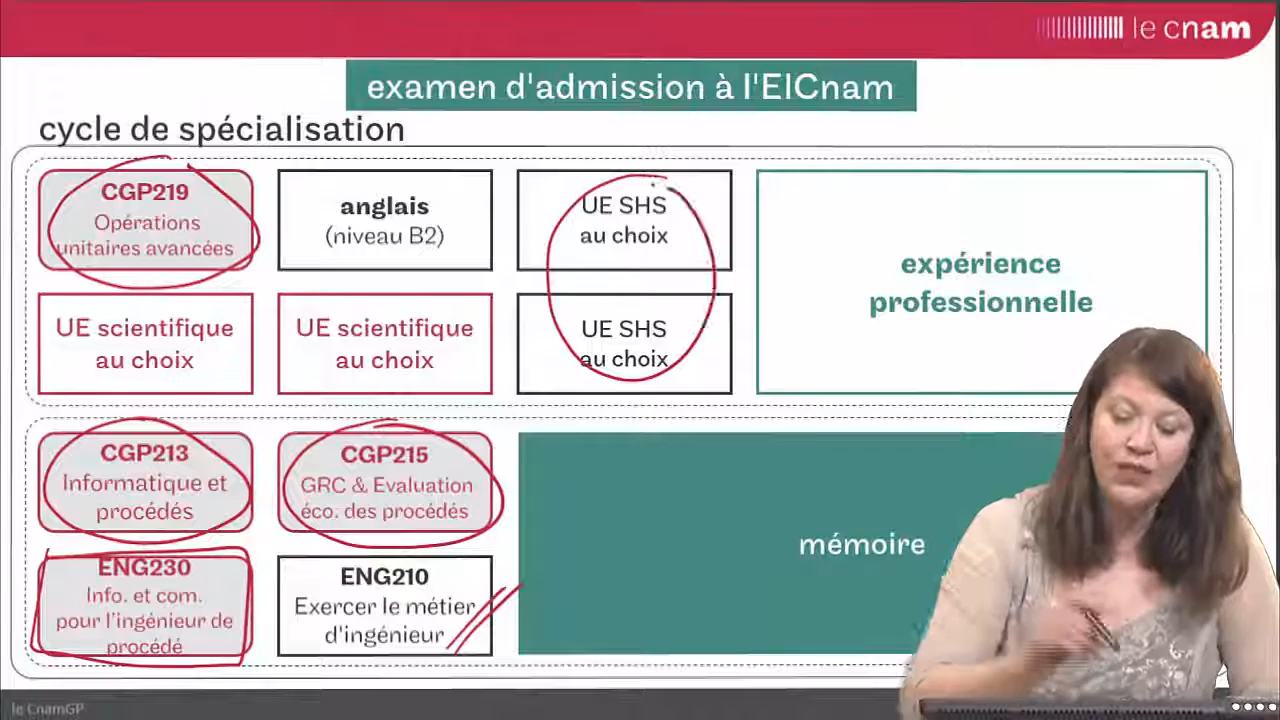 le cnam
examen d'admission à l'EICnam
cycle de spécialisation
CGP219
Opérations
unitaires avancées
anglais
(niveau B2)
UE SHS
au choix
expérience
professionnelle
UE scientifique
au choix
UE scientifique
au choix
UE SHS
au choix
CGP213
Informatique et
procédés
CGP215
GRC & Evaluation
éco. des procédés
mémoire
ENG230
Info. et com.
pour l'ingénieur de
procédé
ENG210
Exercer le métier
d'ingénieur
le CnamGP